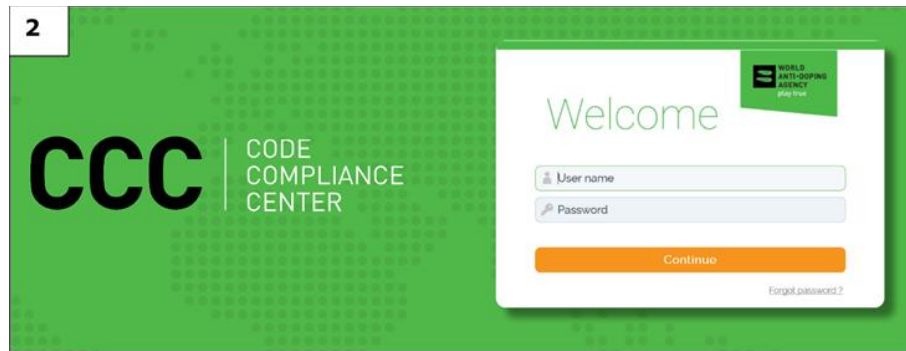 2
CCC
CODE
COMPLIANCE
CENTER
WORLD
ANTI-DOPING
AGENCY
play true
Welcome
User name
Password
Continue
Forgot password ?